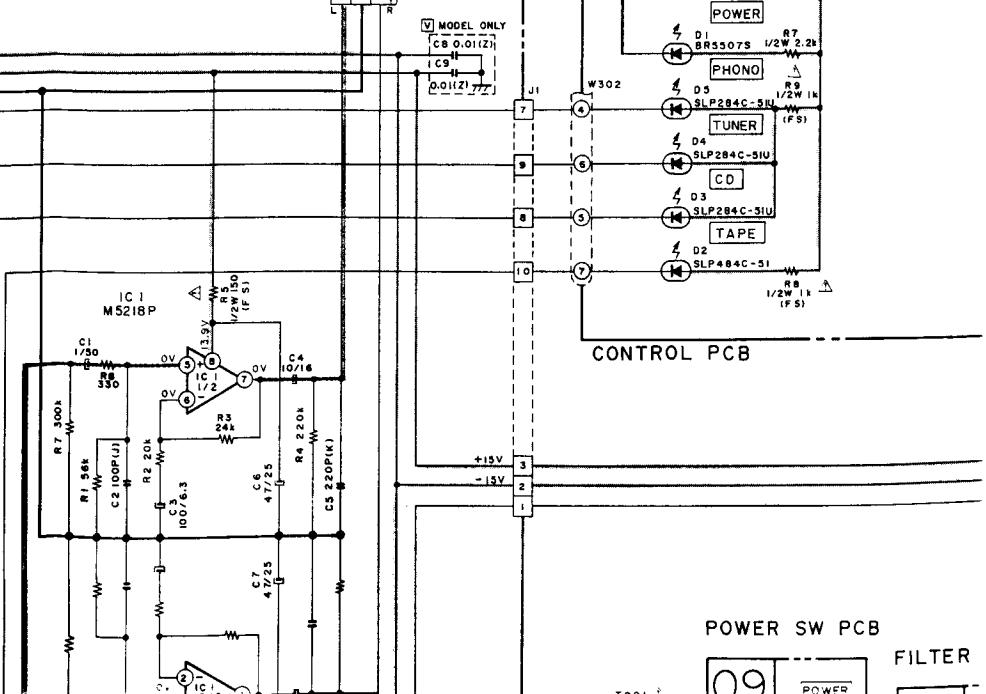 L R
POWER
V MODEL ONLY
C8 0.01(Z)
C9
0.01(Z)
D1
BR5507S
R7
1/2W 2.2k
PHONO
J1
W302
7
4
D5
SLP284C-51U
R9
1/2W 1k
(FS)
TUNER
9
6
D4
SLP284C-51U
CD
8
5
D3
SLP284C-51U
TAPE
10
7
D2
SLP484C-51
R8
1/2W 1k
(FS)
CONTROL PCB
IC1
M5218P
R5
1/2W 150
(FS)
13.9V
C1
1/50
R6
330
0V
5
+
8
IC1
1/2
7
0V
C4
10/16
0V
6
-
R3
24k
R7 300k
R1 56k
C2 100P(J)
R2 20k
C3
100/6.3
C6
47/25
R4 220k
C5 220P(K)
+15V
3
-15V
2
1
C7
47/25
2
-
IC1
1
POWER SW PCB
FILTER
09
POWER